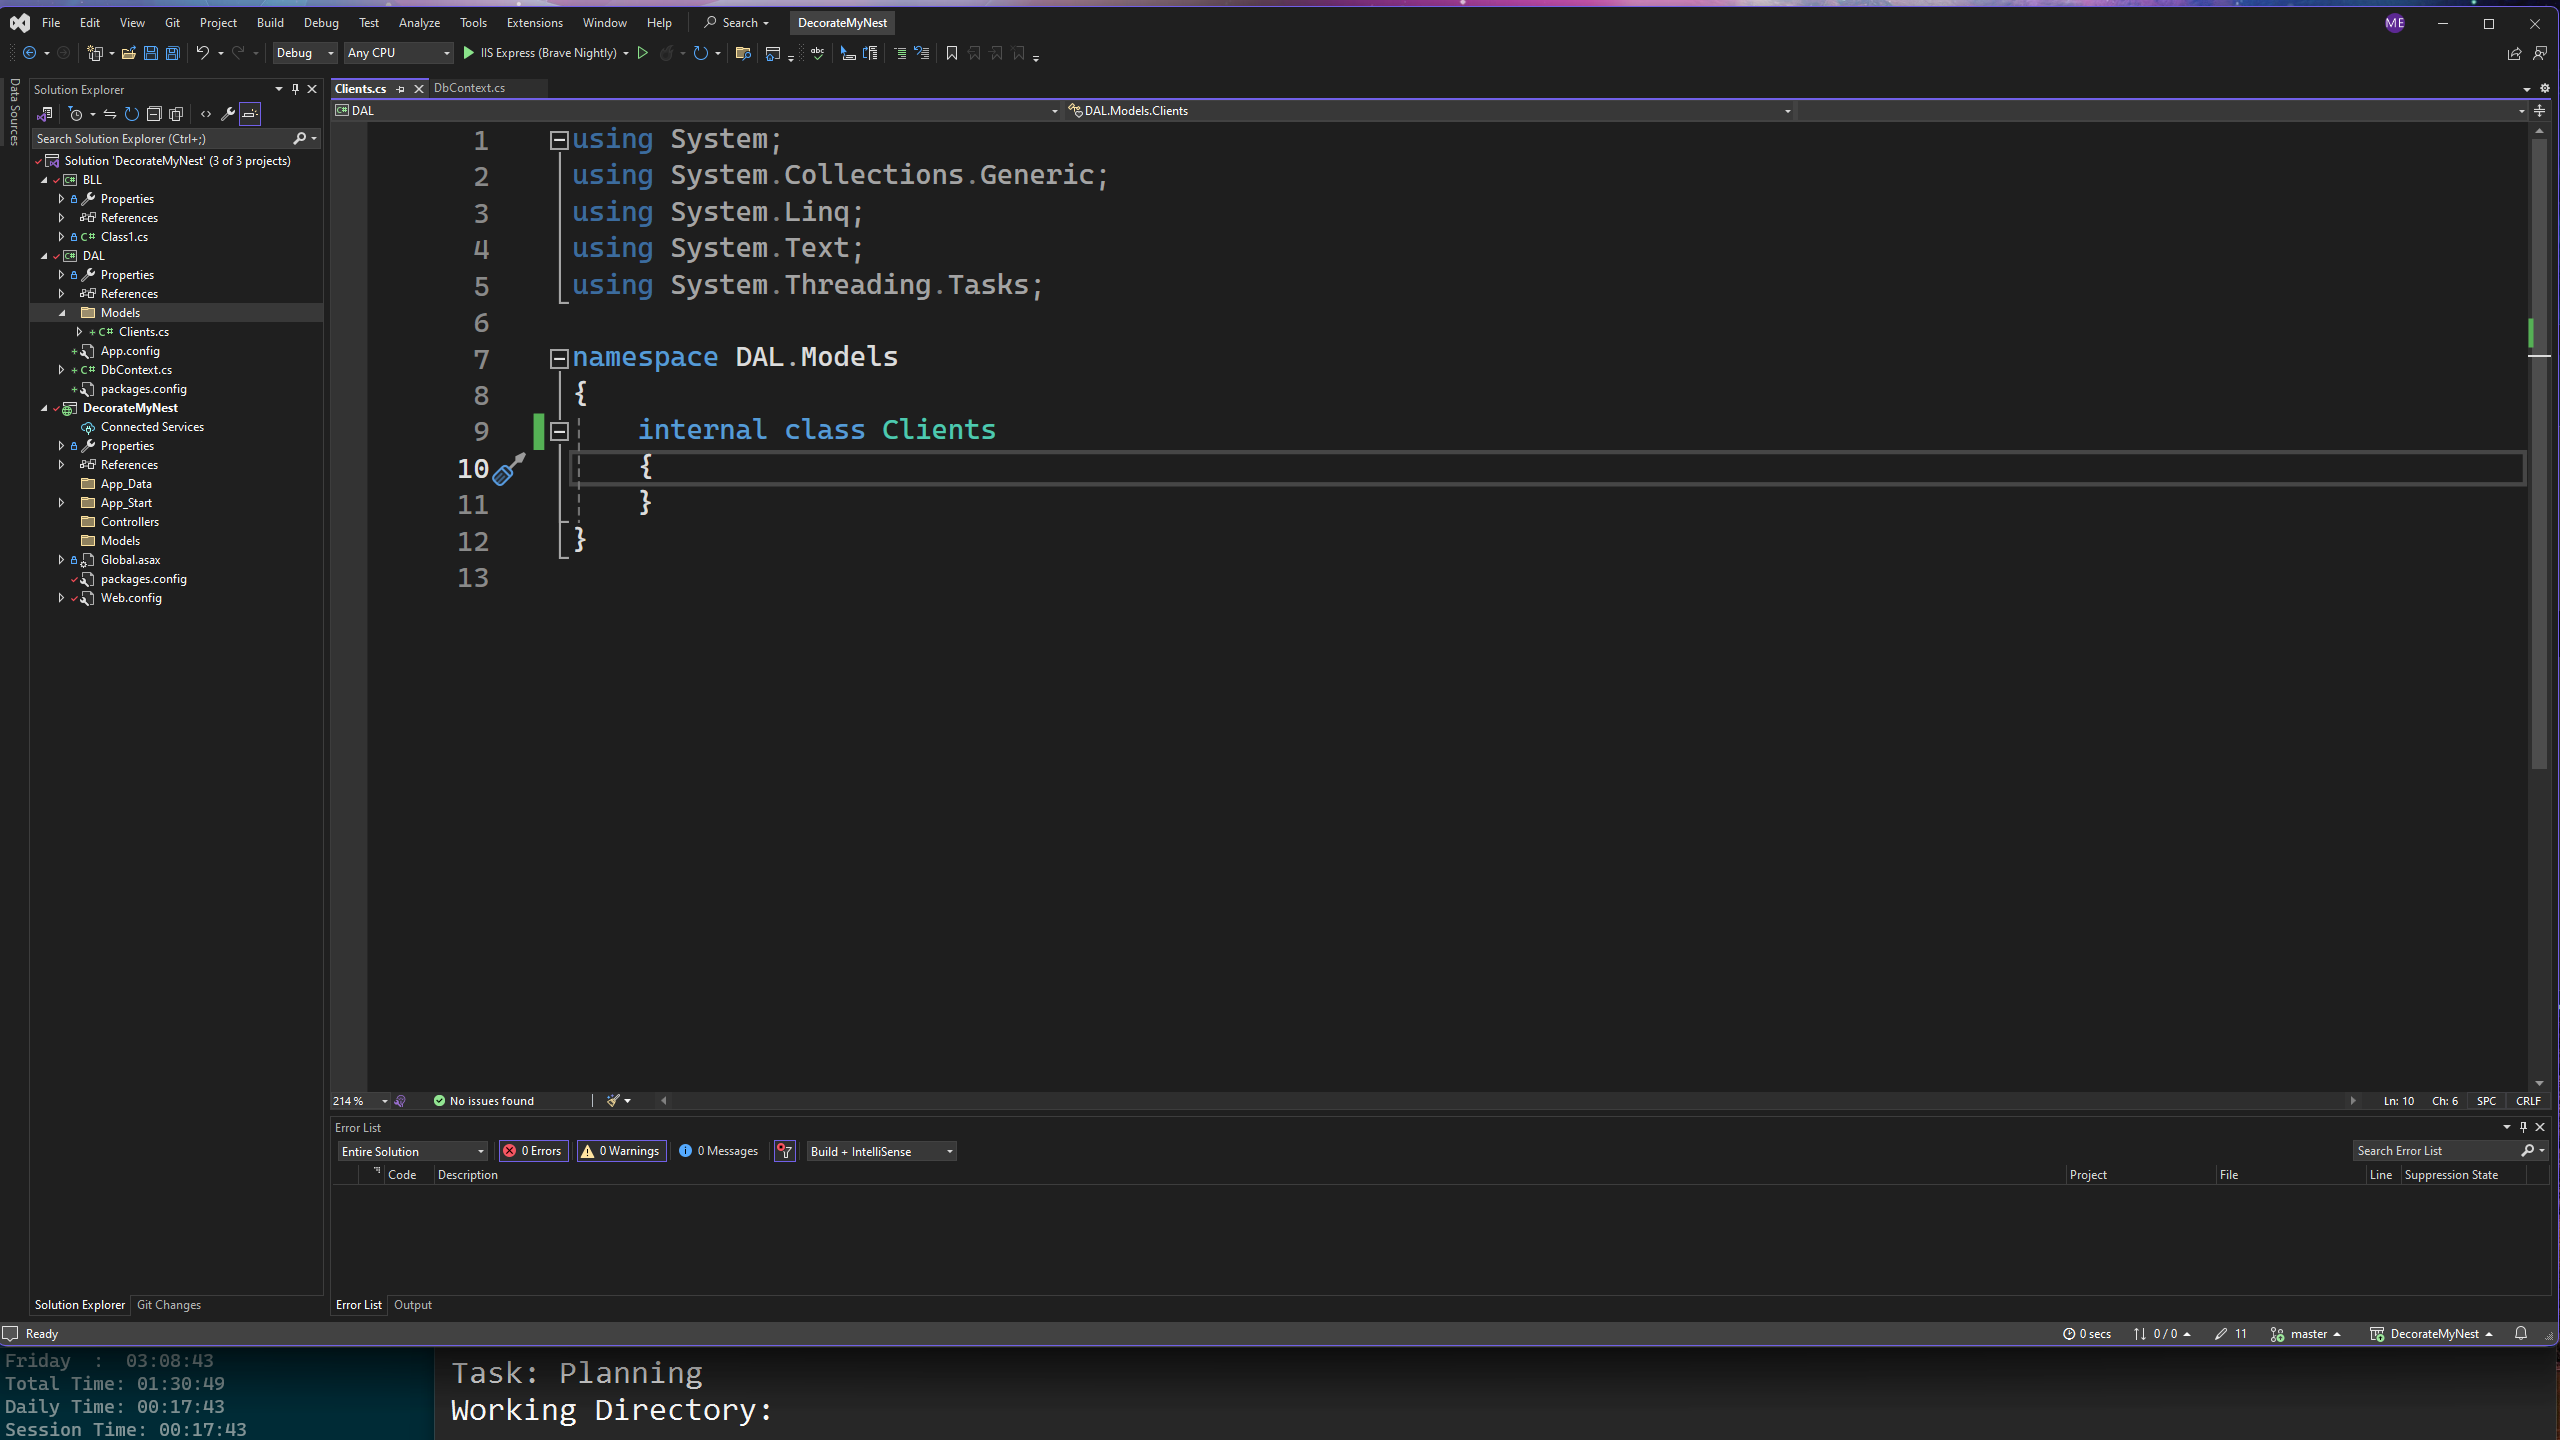 File Edit View Git Project Build Debug Test Analyze Tools Extensions Window Help Search DecorateMyNest ME
Debug Any CPU IIS Express (Brave Nightly)
Data Sources
Solution Explorer
Search Solution Explorer (Ctrl+;)
Solution 'DecorateMyNest' (3 of 3 projects)
BLL
Properties
References
C# Class1.cs
DAL
Properties
References
Models
C# Clients.cs
App.config
C# DbContext.cs
packages.config
DecorateMyNest
Connected Services
Properties
References
App_Data
App_Start
Controllers
Models
Global.asax
packages.config
Web.config
Solution Explorer Git Changes
Clients.cs DbContext.cs
C# DAL DAL.Models.Clients
1 using System;
2 using System.Collections.Generic;
3 using System.Linq;
4 using System.Text;
5 using System.Threading.Tasks;
6
7 namespace DAL.Models
8 {
9 internal class Clients
10 {
11 }
12 }
13
214 % No issues found Ln: 10 Ch: 6 SPC CRLF
Error List
Entire Solution 0 Errors 0 Warnings 0 Messages Build + IntelliSense Search Error List
Code Description Project File Line Suppression State
Error List Output
Ready 0 secs 0 / 0 11 master DecorateMyNest
Friday : 03:08:43
Total Time: 01:30:49
Daily Time: 00:17:43
Session Time: 00:17:43
Task: Planning
Working Directory: